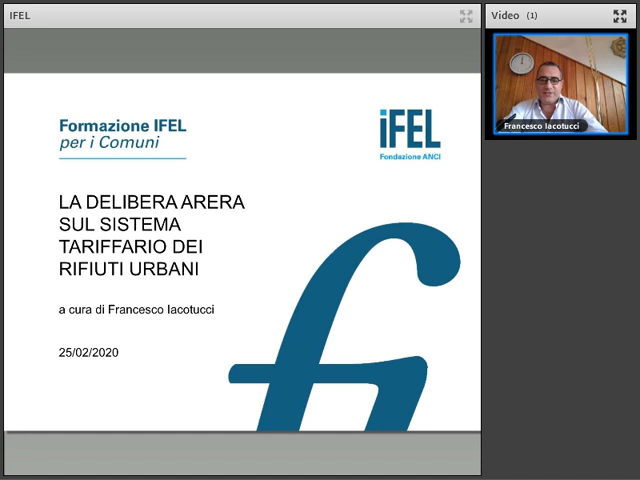 IFEL
Video (1)
Francesco Iacotucci
Formazione IFEL
per i Comuni
iFEL
Fondazione ANCI
LA DELIBERA ARERA
SUL SISTEMA
TARIFFARIO DEI
RIFIUTI URBANI
a cura di Francesco Iacotucci
25/02/2020